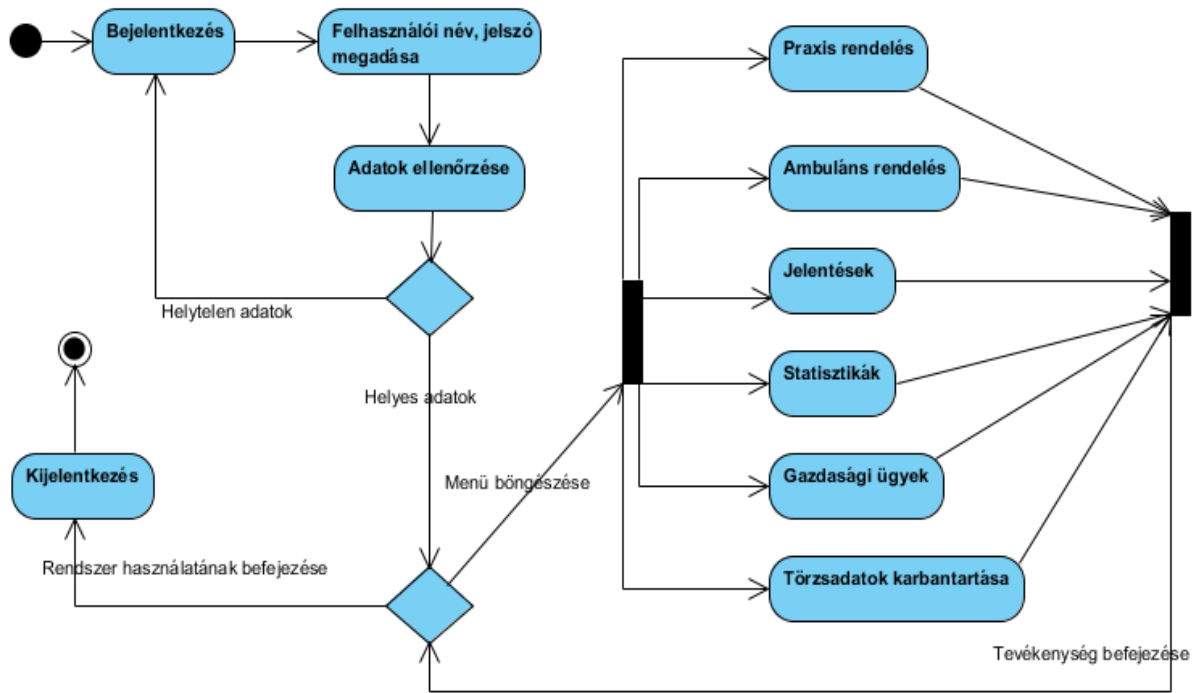 Bejelentkezés
Felhasználói név, jelszó
megadása
Adatok ellenőrzése
Helytelen adatok
Helyes adatok
Menü böngészése
Kijelentkezés
Rendszer használatának befejezése
Praxis rendelés
Ambuláns rendelés
Jelentések
Statisztikák
Gazdasági ügyek
Törzsadatok karbantartása
Tevékenység befejezése